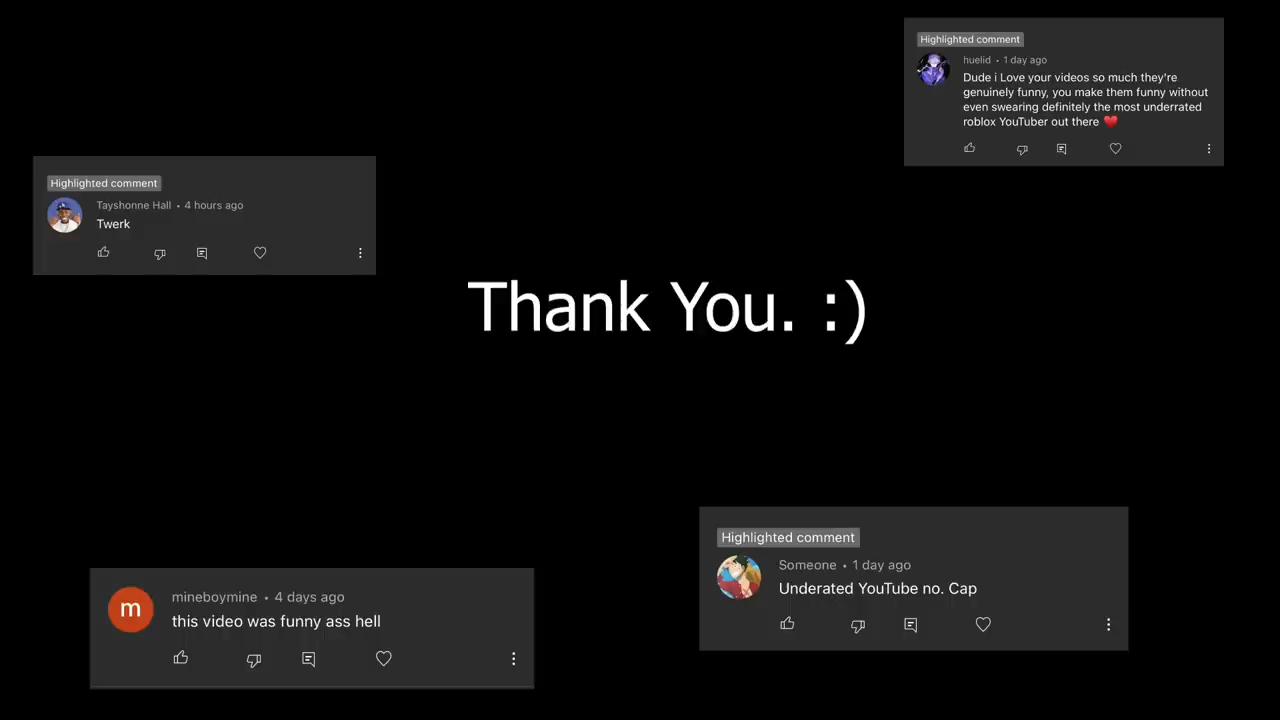 Highlighted comment
huelid • 1 day ago
Dude i Love your videos so much they're
genuinely funny, you make them funny without
even swearing definitely the most underrated
roblox YouTuber out there ❤️
Highlighted comment
Tayshonne Hall • 4 hours ago
Twerk
Thank You. :)
Highlighted comment
Someone • 1 day ago
Underated YouTube no. Cap
m
mineboymine • 4 days ago
this video was funny ass hell